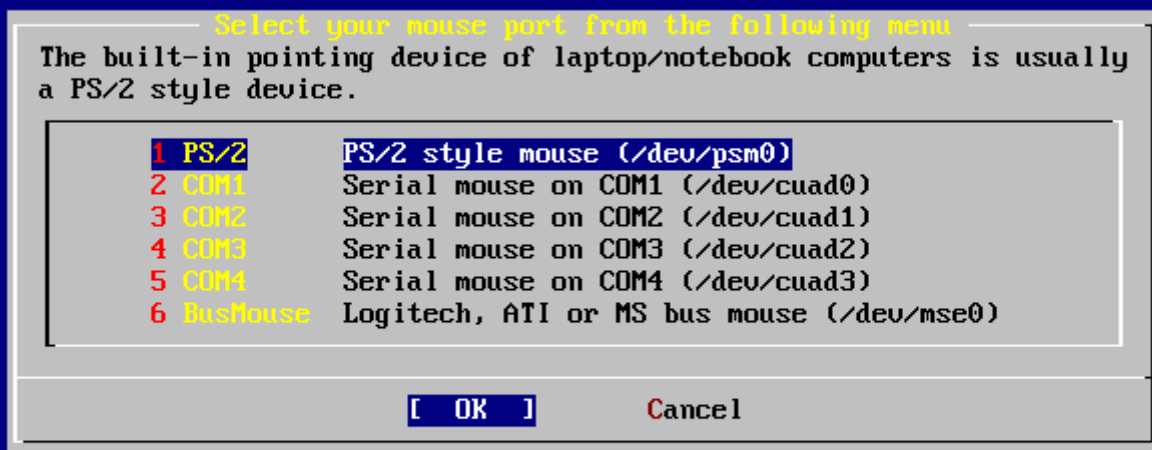 Select your mouse port from the following menu
The built-in pointing device of laptop/notebook computers is usually
a PS/2 style device.
1 PS/2 PS/2 style mouse (/dev/psm0)
2 COM1 Serial mouse on COM1 (/dev/cuad0)
3 COM2 Serial mouse on COM2 (/dev/cuad1)
4 COM3 Serial mouse on COM3 (/dev/cuad2)
5 COM4 Serial mouse on COM4 (/dev/cuad3)
6 BusMouse Logitech, ATI or MS bus mouse (/dev/mse0)
[ OK ] Cancel